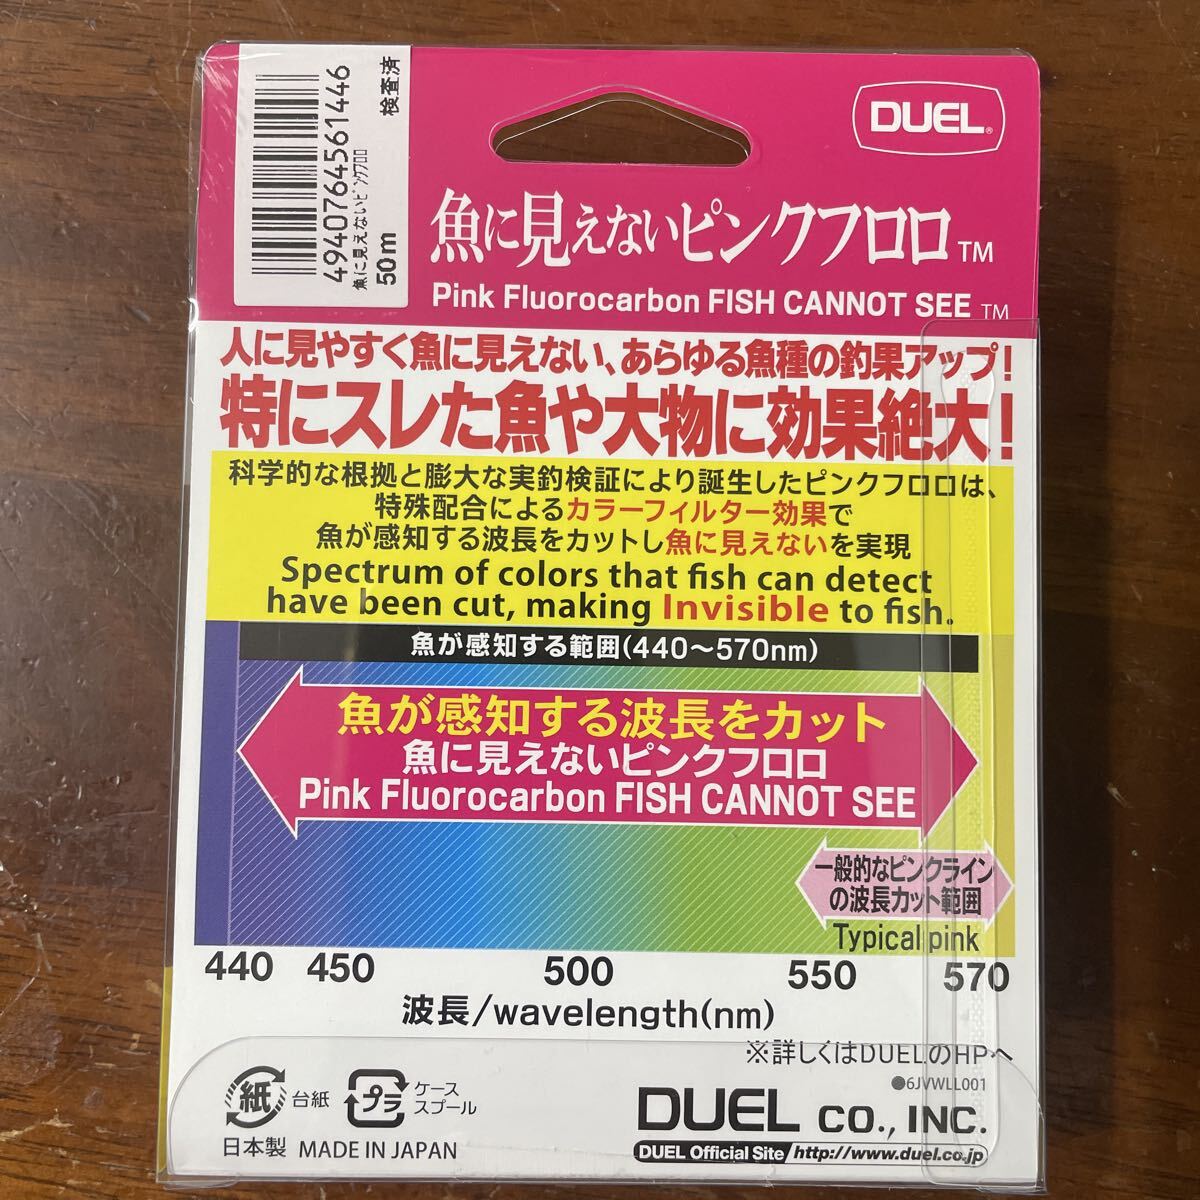 4940764561446
魚に見えないﾋﾟﾝｸﾌﾛﾛ
50m
検査済
DUEL®
魚に見えないピンクフロロ™
Pink Fluorocarbon FISH CANNOT SEE™
人に見やすく魚に見えない、あらゆる魚種の釣果アップ!
特にスレた魚や大物に効果絶大!
科学的な根拠と膨大な実釣検証により誕生したピンクフロロは、
特殊配合によるカラーフィルター効果で
魚が感知する波長をカットし魚に見えないを実現
Spectrum of colors that fish can detect
have been cut, making Invisible to fish.
魚が感知する範囲(440〜570nm)
魚が感知する波長をカット
魚に見えないピンクフロロ
Pink Fluorocarbon FISH CANNOT SEE
一般的なピンクライン
の波長カット範囲
Typical pink
440 450 500 550 570
波長/wavelength(nm)
※詳しくはDUELのHPへ
●6JVWLL001
紙 台紙
プラ ケース
スプール
日本製 MADE IN JAPAN
DUEL CO., INC.
DUEL Official Site http://www.duel.co.jp